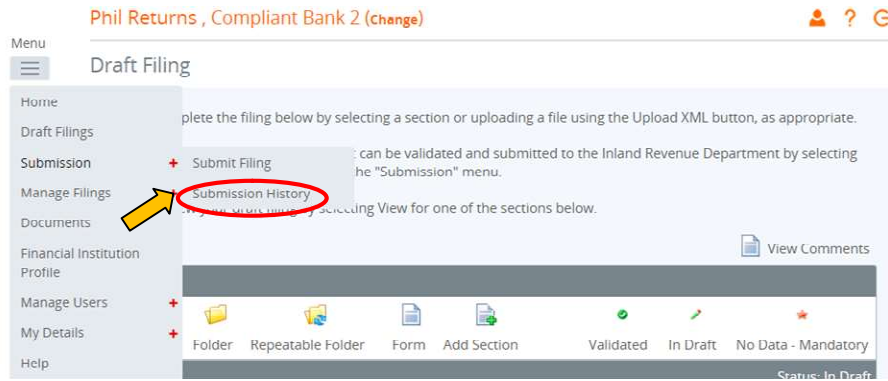 Phil Returns , Compliant Bank 2 (change)
?
Menu
Draft Filing
Home
plete the filing below by selecting a section or uploading a file using the Upload XML button, as appropriate.
Draft Filings
Submission + Submit Filing
can be validated and submitted to the Inland Revenue Department by selecting
he "Submission" menu.
Manage Filings Submission History
your draft filing by selecting View for one of the sections below.
Documents
View Comments
Financial Institution
Profile
Manage Users +
My Details +
Folder Repeatable Folder Form Add Section Validated In Draft No Data - Mandatory
Help
Status: In Draft